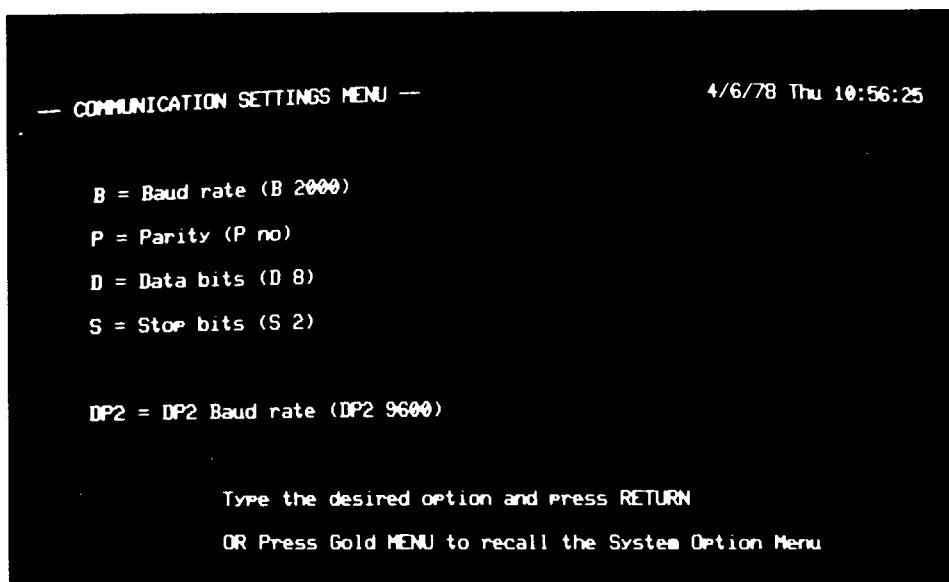 — COMMUNICATION SETTINGS MENU — 4/6/78 Thu 10:56:25
B = Baud rate (B 2000)
P = Parity (P no)
D = Data bits (D 8)
S = Stop bits (S 2)
DP2 = DP2 Baud rate (DP2 9600)
Type the desired option and press RETURN
OR Press Gold MENU to recall the System Option Menu